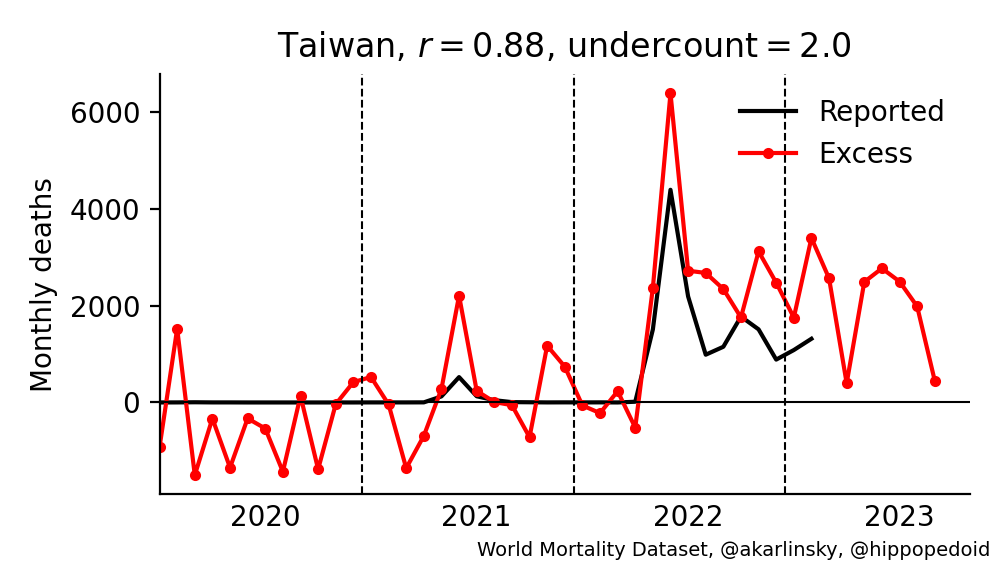 Taiwan, r = 0.88, undercount = 2.0
Reported
Excess
Monthly deaths
6000
4000
2000
0
2020 2021 2022 2023
World Mortality Dataset, @akarlinsky, @hippopedoid